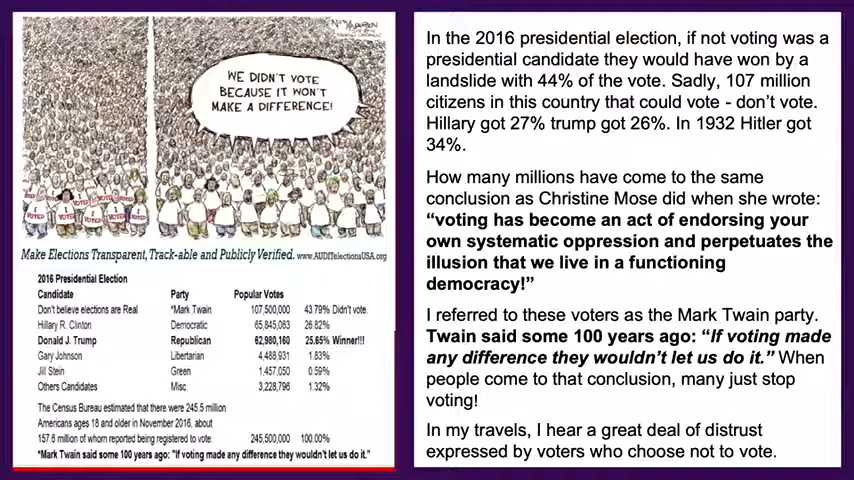 WE DIDN'T VOTE
BECAUSE IT WON'T
MAKE A DIFFERENCE!
I VOTED
Make Elections Transparent, Track-able and Publicly Verified. www.AUDITelectionsUSA.org
2016 Presidential Election
Candidate Party Popular Votes
Don't believe elections are Real *Mark Twain 107,500,000 43.79% Didn't vote.
Hillary R. Clinton Democratic 65,845,063 26.82%
Donald J. Trump Republican 62,980,160 25.65% Winner!!!
Gary Johnson Libertarian 4,488,931 1.83%
Jill Stein Green 1,457,050 0.59%
Others Candidates Misc. 3,228,796 1.32%
The Census Bureau estimated that there were 245.5 million
Americans ages 18 and older in November 2016, about
157.6 million of whom reported being registered to vote. 245,500,000 100.00%
*Mark Twain said some 100 years ago: "If voting made any difference they wouldn't let us do it."
In the 2016 presidential election, if not voting was a
presidential candidate they would have won by a
landslide with 44% of the vote. Sadly, 107 million
citizens in this country that could vote - don't vote.
Hillary got 27% trump got 26%. In 1932 Hitler got
34%.
How many millions have come to the same
conclusion as Christine Mose did when she wrote:
“voting has become an act of endorsing your
own systematic oppression and perpetuates the
illusion that we live in a functioning
democracy!”
I referred to these voters as the Mark Twain party.
Twain said some 100 years ago: “If voting made
any difference they wouldn't let us do it.” When
people come to that conclusion, many just stop
voting!
In my travels, I hear a great deal of distrust
expressed by voters who choose not to vote.